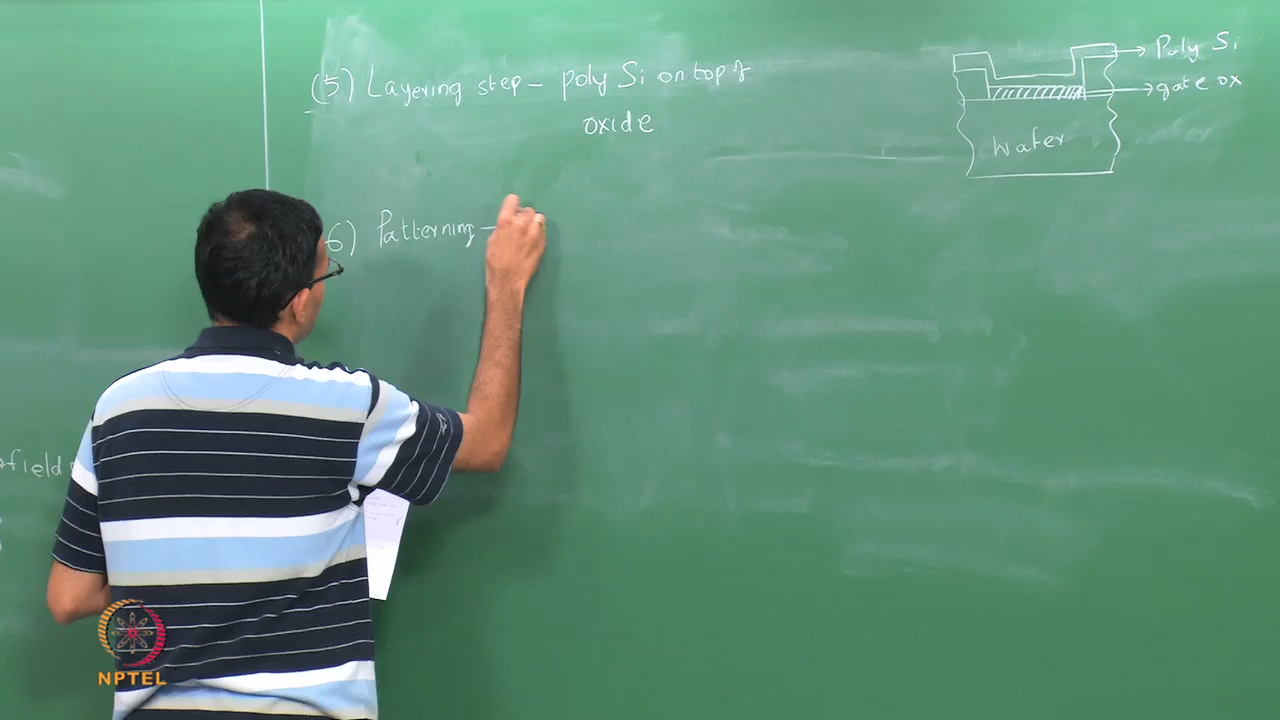 (5) Layering step - poly Si on top of
oxide
Poly Si
gate ox
Wafer
6) Patterning -
field
NPTEL